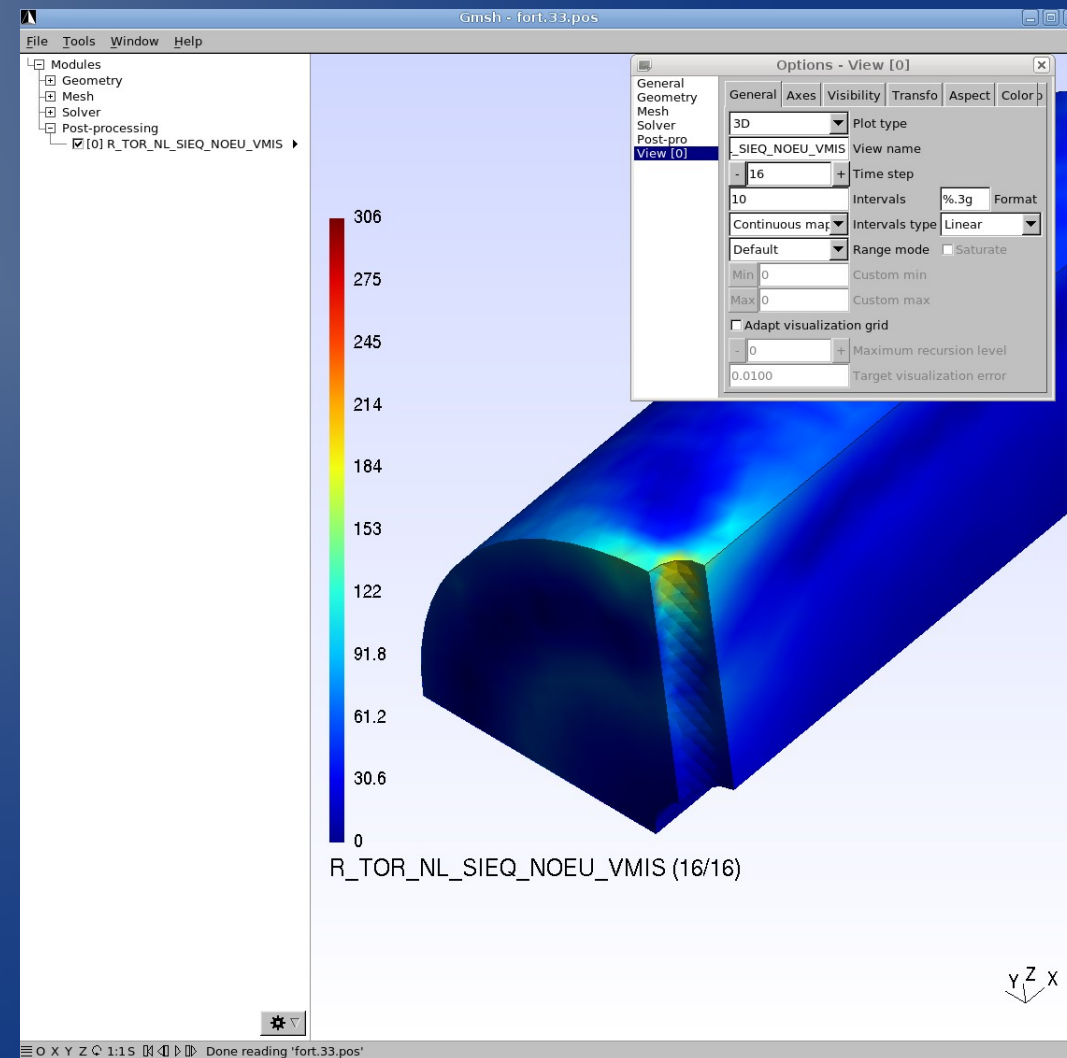 Gmsh - fort.33.pos
File Tools Window Help
Modules
Geometry
Mesh
Solver
Post-processing
[0] R_TOR_NL_SIEQ_NOEU_VMIS
Options - View [0]
General
Geometry
Mesh
Solver
Post-pro
View [0]
General Axes Visibility Transfo Aspect Color
3D Plot type
_SIEQ_NOEU_VMIS View name
- 16 + Time step
10 Intervals %.3g Format
Continuous map Intervals type Linear
Default Range mode Saturate
Min 0 Custom min
Max 0 Custom max
Adapt visualization grid
- 0 + Maximum recursion level
0.0100 Target visualization error
306
275
245
214
184
153
122
91.8
61.2
30.6
0
R_TOR_NL_SIEQ_NOEU_VMIS (16/16)
Y Z X
O X Y Z 1:1 S Done reading 'fort.33.pos'